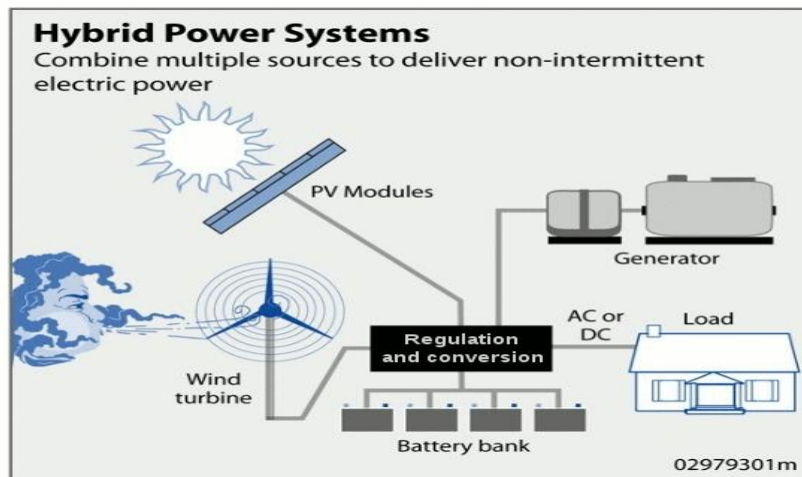 Hybrid Power Systems
Combine multiple sources to deliver non-intermittent
electric power
PV Modules
Generator
Wind
turbine
Regulation
and conversion
AC or
DC
Load
Battery bank
02979301m